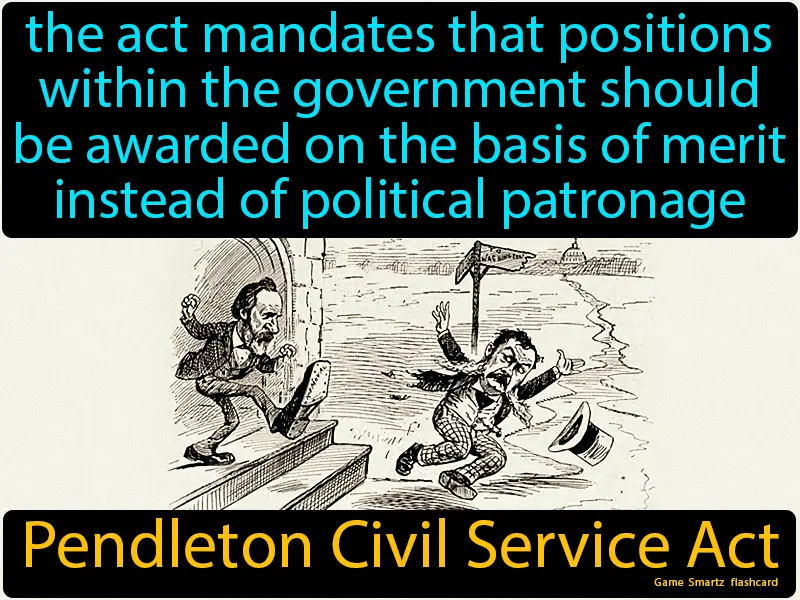 the act mandates that positions
within the government should
be awarded on the basis of merit
instead of political patronage
WASHINGTON
Pendleton Civil Service Act
Game Smartz flashcard